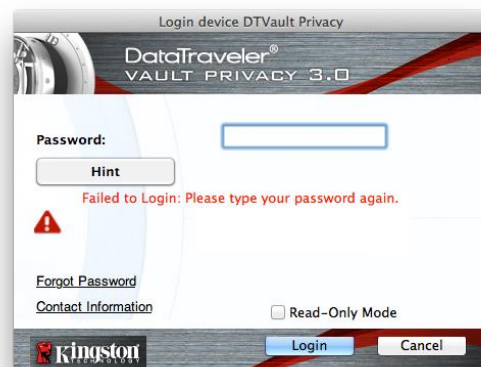 Login device DTVault Privacy
DataTraveler®
VAULT PRIVACY 3.0
Password:
Hint
Failed to Login: Please type your password again.
Forgot Password
Contact Information
Read-Only Mode
Kingston
TECHNOLOGY
Login
Cancel